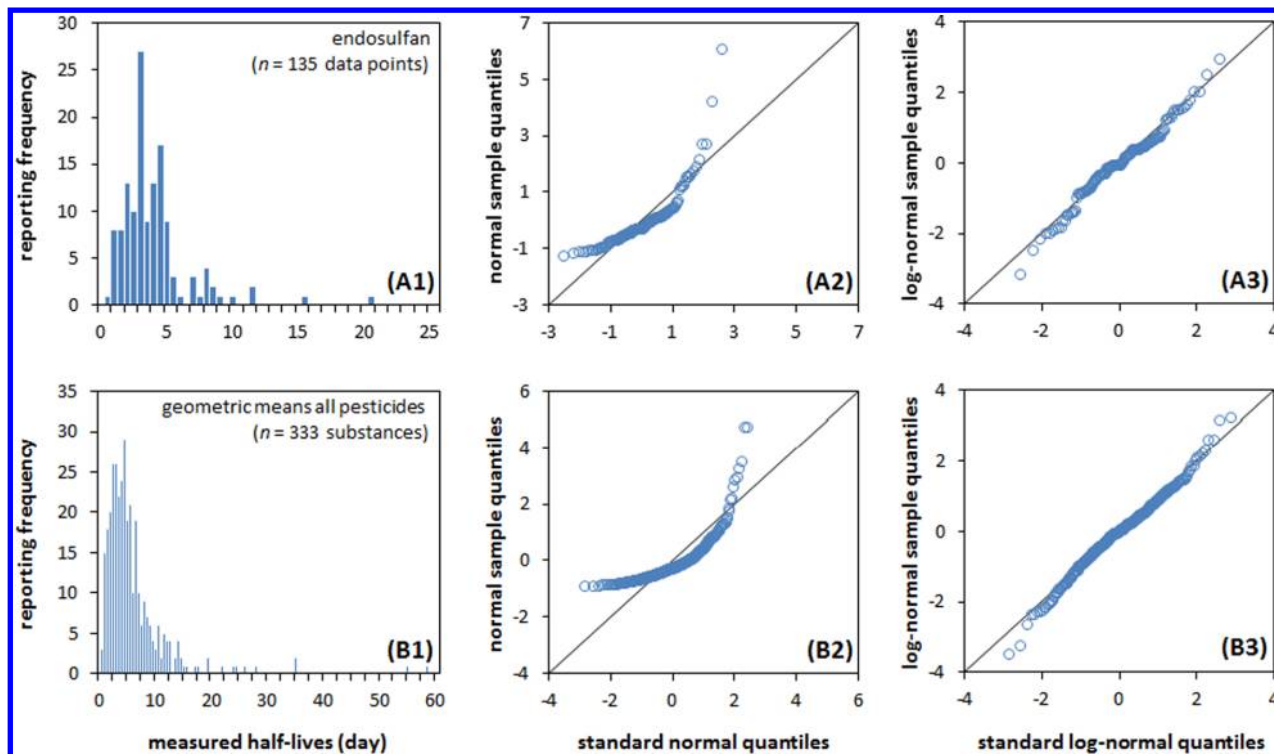 reporting frequency
30
25
20
15
10
5
0
endosulfan
(n = 135 data points)
(A1)
0 5 10 15 20 25
normal sample quantiles
7
5
3
1
-1
-3
(A2)
-3 -1 1 3 5 7
log-normal sample quantiles
4
2
0
-2
-4
(A3)
-4 -2 0 2 4
reporting frequency
35
30
25
20
15
10
5
0
geometric means all pesticides
(n = 333 substances)
(B1)
0 10 20 30 40 50 60
measured half-lives (day)
normal sample quantiles
6
4
2
0
-2
-4
(B2)
-4 -2 0 2 4 6
standard normal quantiles
log-normal sample quantiles
4
2
0
-2
-4
(B3)
-4 -2 0 2 4
standard log-normal quantiles